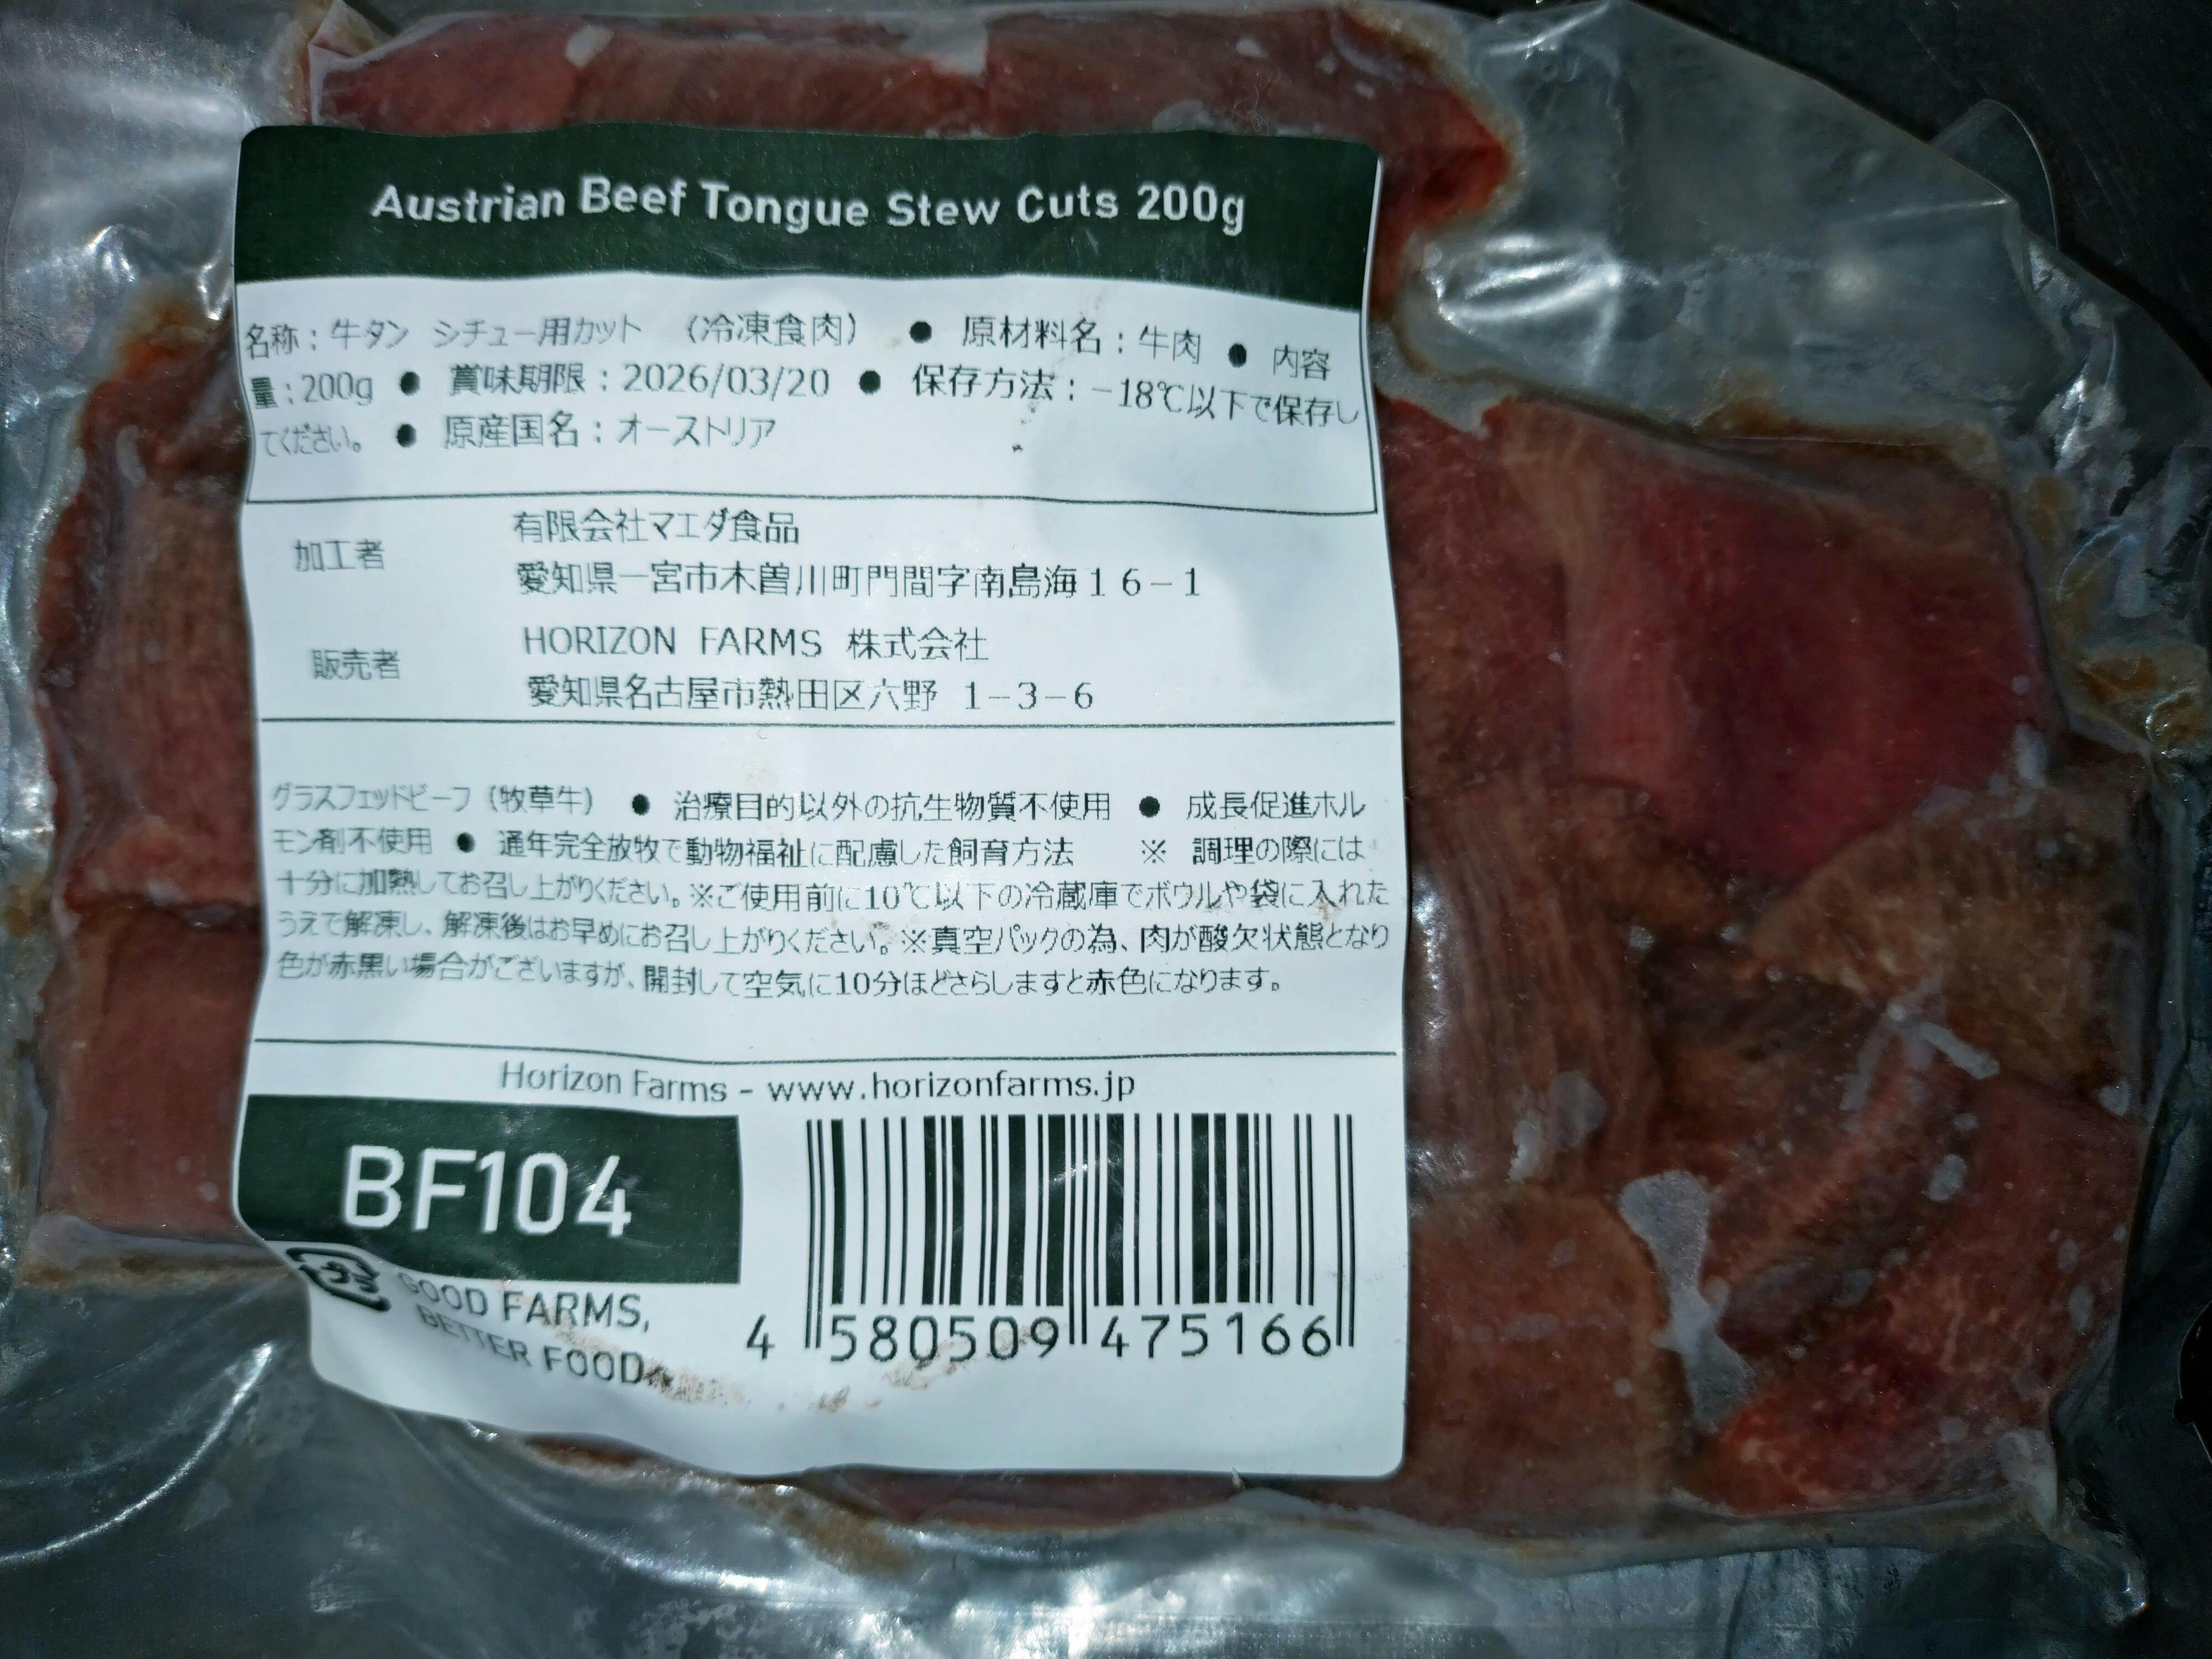 Austrian Beef Tongue Stew Cuts 200g
名称：牛タン　シチュー用カット　（冷凍食肉）　●　原材料名：牛肉　●　内容
量：200g　●　賞味期限：2026/03/20　●　保存方法：−18℃以下で保存し
てください。　●　原産国名：オーストリア
加工者
有限会社マエダ食品
愛知県一宮市木曽川町門間字南島海１６−１
販売者
HORIZON FARMS 株式会社
愛知県名古屋市熱田区六野 1−3−6
グラスフェッドビーフ（牧草牛）　●　治療目的以外の抗生物質不使用　●　成長促進ホル
モン剤不使用　●　通年完全放牧で動物福祉に配慮した飼育方法　※　調理の際には
十分に加熱してお召し上がりください。※ご使用前に10℃以下の冷蔵庫でボウルや袋に入れた
うえで解凍し、解凍後はお早めにお召し上がりください。※真空パックの為、肉が酸欠状態となり
色が赤黒い場合がございますが、開封して空気に10分ほどさらしますと赤色になります。
Horizon Farms - www.horizonfarms.jp
BF104
プラ
GOOD FARMS,
BETTER FOOD.
4 580509 475166